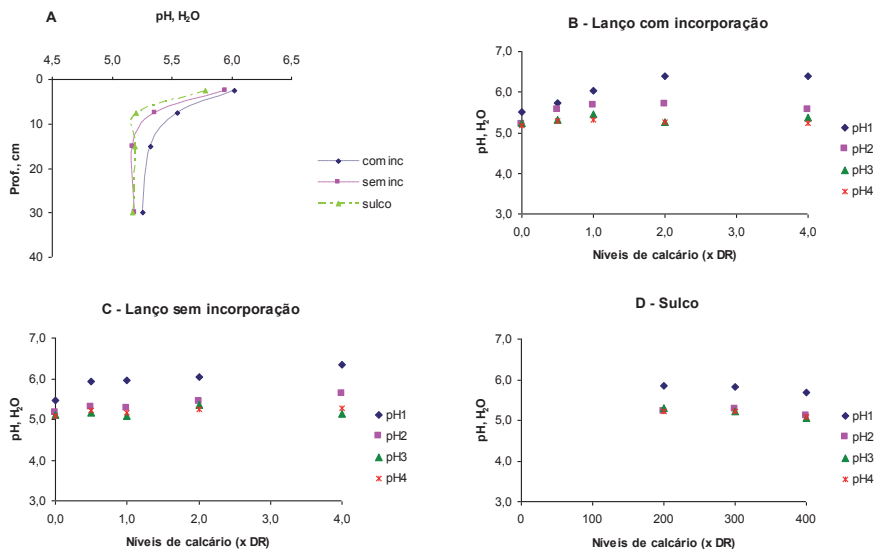 A
pH, H₂O
4,5 5,0 5,5 6,0 6,5
0
10
20
30
40
Prof., cm
com inc
sem inc
sulco
B - Lanço com incorporação
7,0
6,0
5,0
4,0
3,0
pH, H₂O
0,0 1,0 2,0 3,0 4,0
Níveis de calcário (x DR)
pH1
pH2
pH3
pH4
C - Lanço sem incorporação
7,0
6,0
5,0
4,0
3,0
pH, H₂O
0,0 1,0 2,0 3,0 4,0
Níveis de calcário (x DR)
pH1
pH2
pH3
pH4
D - Sulco
7,0
6,0
5,0
4,0
3,0
pH, H₂O
0 100 200 300 400
Níveis de calcário (x DR)
pH1
pH2
pH3
pH4